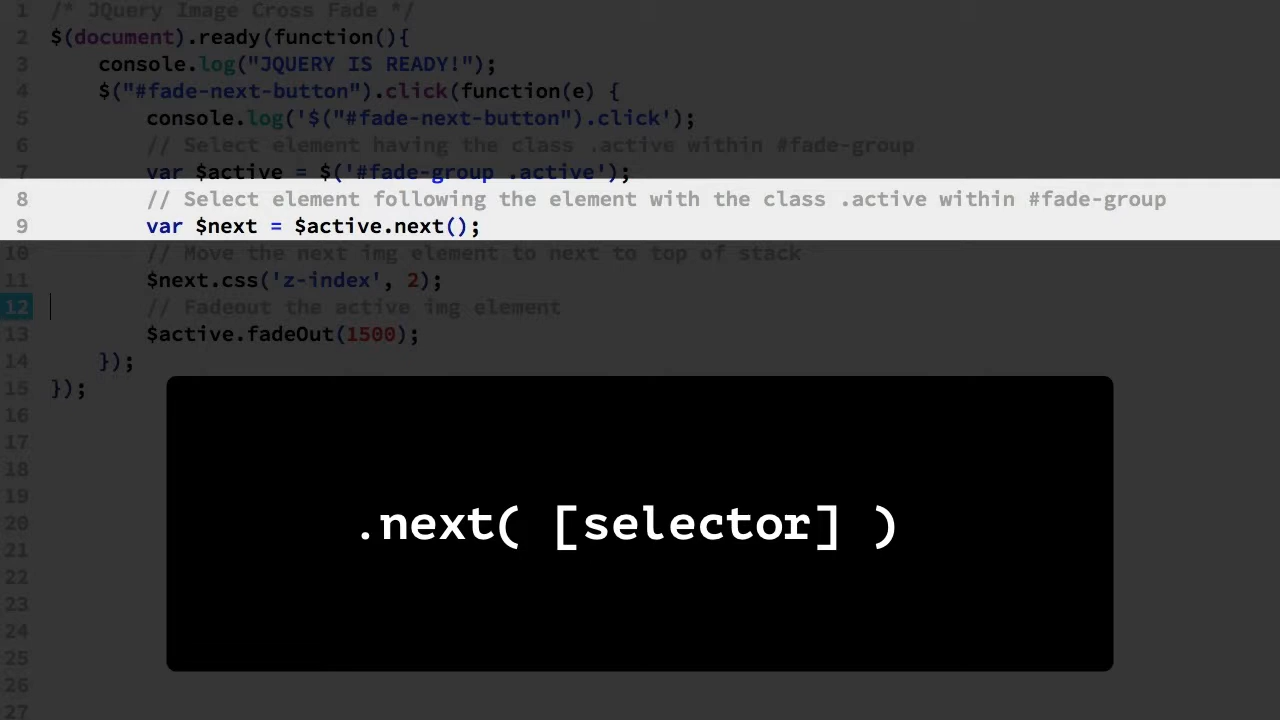 1 /* JQuery Image Cross Fade */
2 $(document).ready(function(){
3 console.log("JQUERY IS READY!");
4 $("#fade-next-button").click(function(e) {
5 console.log('$("#fade-next-button").click');
6 // Select element having the class .active within #fade-group
7 var $active = $('#fade-group .active');
8 // Select element following the element with the class .active within #fade-group
9 var $next = $active.next();
10 // Move the next img element to next to top of stack
11 $next.css('z-index', 2);
12 // Fadeout the active img element
13 $active.fadeOut(1500);
14 });
15 });
16
17
18
19
20
21
22
23
24
25
26
27
.next( [selector] )